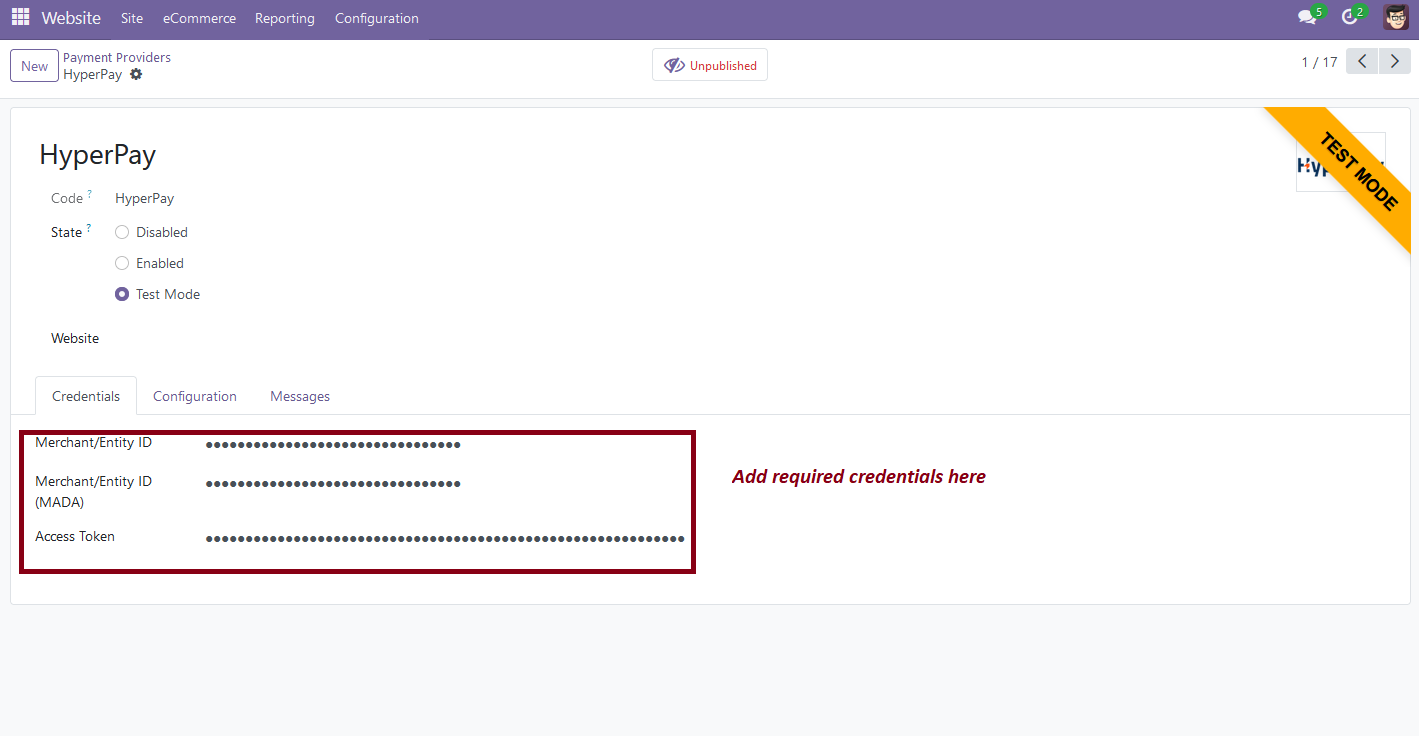 Website Site eCommerce Reporting Configuration 5 2
New Payment Providers
HyperPay
Unpublished
1 / 17
HyperPay
TEST MODE
Code ? HyperPay
State ? Disabled
Enabled
Test Mode
Website
Credentials Configuration Messages
Merchant/Entity ID ••••••••••••••••••••••••••••••••
Merchant/Entity ID ••••••••••••••••••••••••••••••••
(MADA)
Add required credentials here
Access Token ••••••••••••••••••••••••••••••••••••••••••••••••••••••••••••